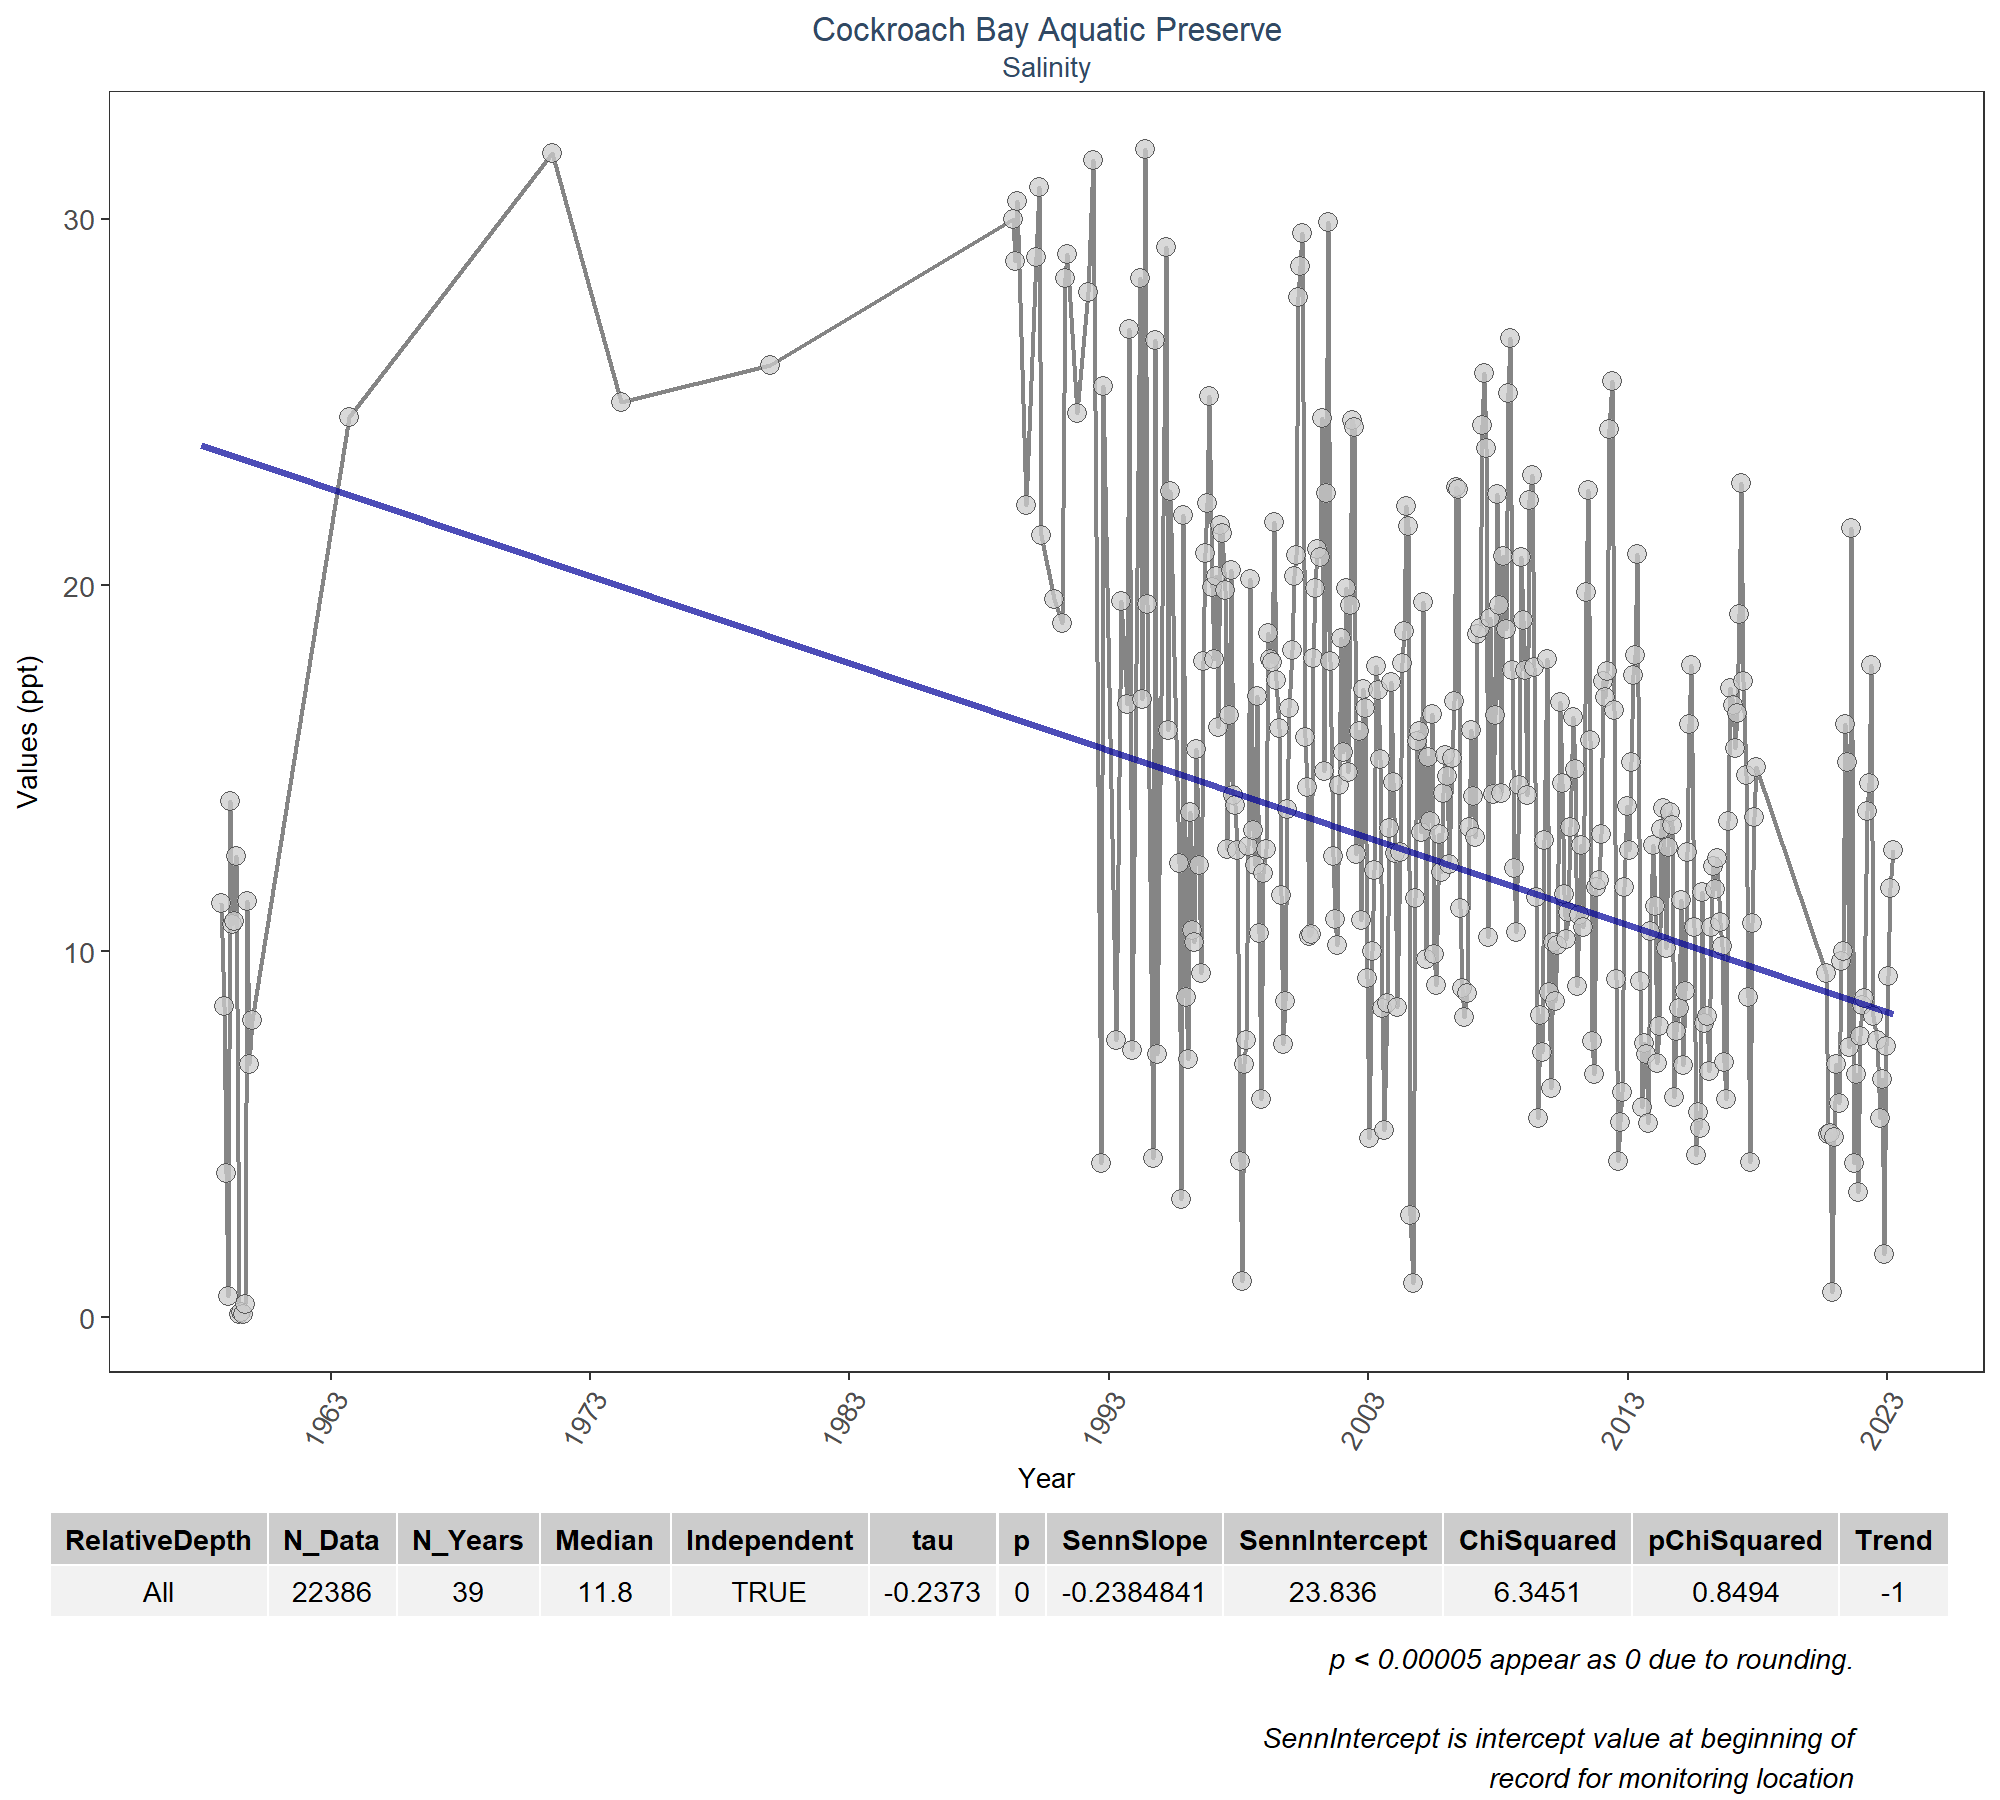 Cockroach Bay Aquatic Preserve
Salinity
Values (ppt)
30
20
10
0
1963 1973 1983 1993 2003 2013 2023
Year
RelativeDepth N_Data N_Years Median Independent tau p SennSlope SennIntercept ChiSquared pChiSquared Trend
All 22386 39 11.8 TRUE -0.2373 0 -0.2384841 23.836 6.3451 0.8494 -1
p < 0.00005 appear as 0 due to rounding.
SennIntercept is intercept value at beginning of
record for monitoring location